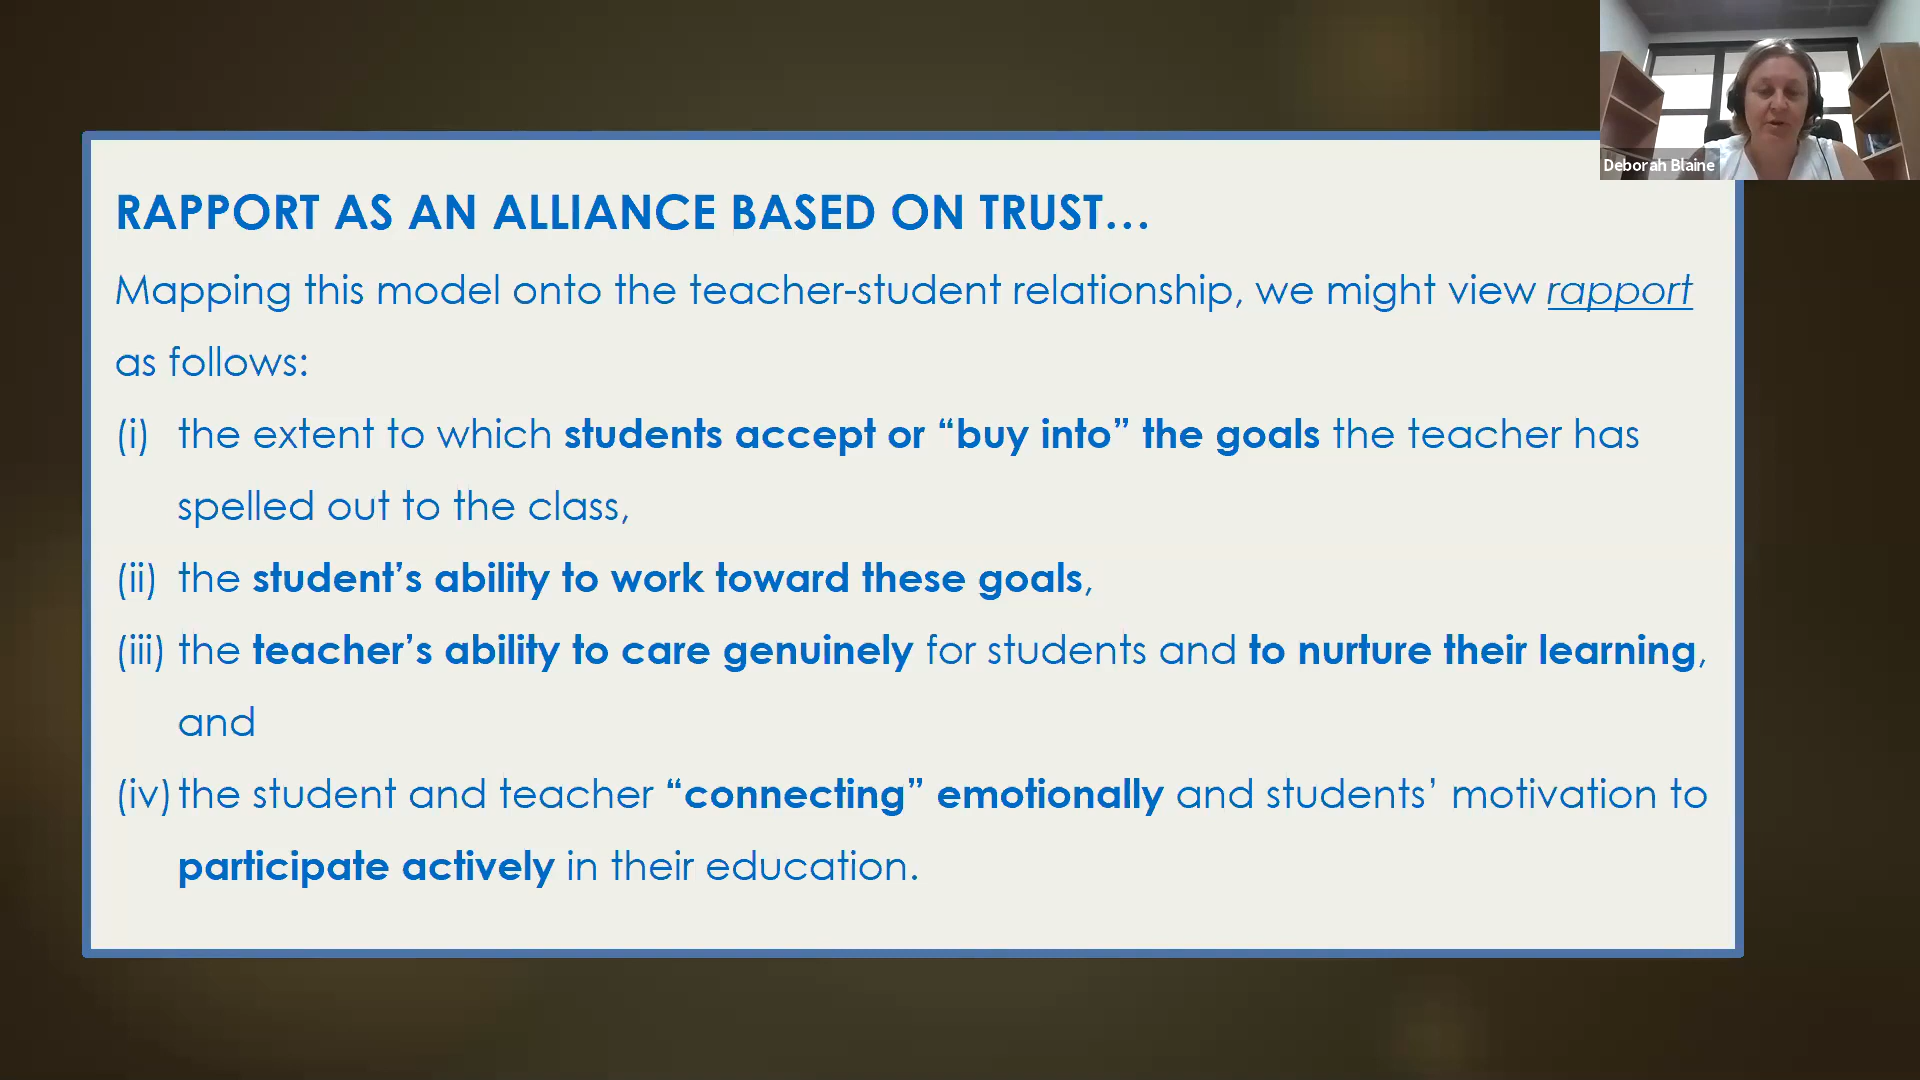 Deborah Blaine
RAPPORT AS AN ALLIANCE BASED ON TRUST…
Mapping this model onto the teacher-student relationship, we might view rapport
as follows:
(i) the extent to which students accept or “buy into” the goals the teacher has
spelled out to the class,
(ii) the student’s ability to work toward these goals,
(iii) the teacher’s ability to care genuinely for students and to nurture their learning,
and
(iv) the student and teacher “connecting” emotionally and students’ motivation to
participate actively in their education.